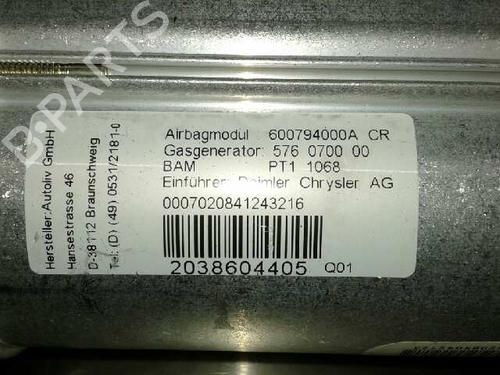 B-PARTS
Hersteller: Autoliv GmbH
Hansestrasse 46
D-38112 Braunschweig
Tel: (D) (49) 0531/2181-0
Airbagmodul 600794000A CR
Gasgenerator: 576 0700 00
BAM PT1 1068
Einführer: Daimler Chrysler AG
0007020841243216
2038604405 Q01